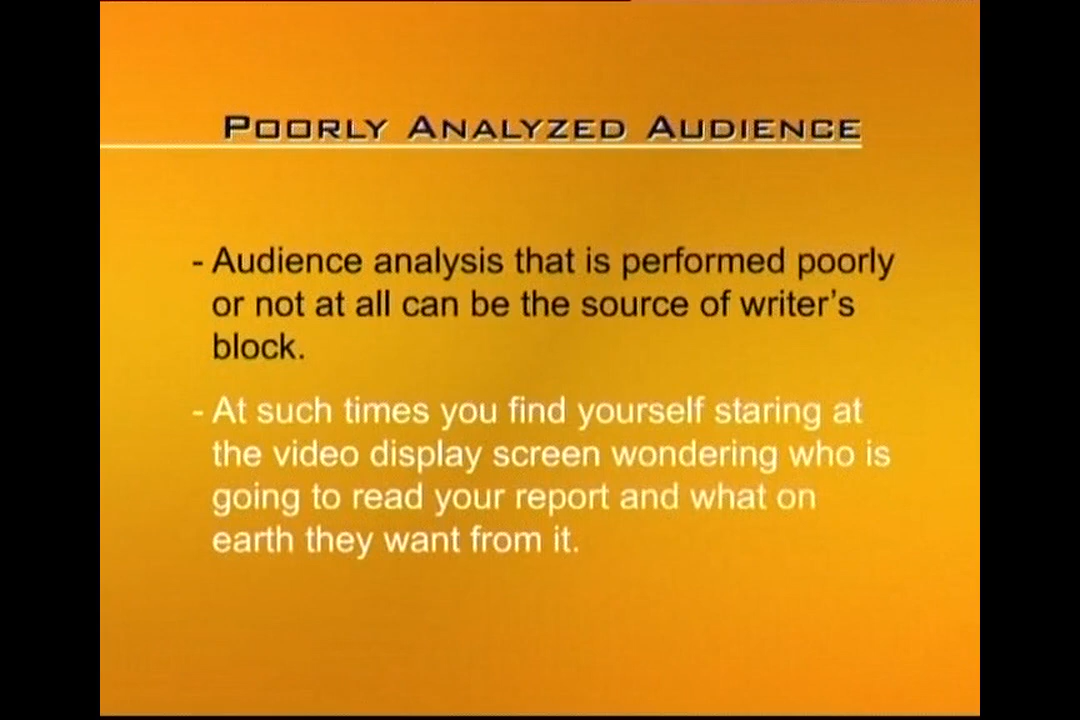 Poorly Analyzed Audience
- Audience analysis that is performed poorly
or not at all can be the source of writer's
block.
- At such times you find yourself staring at
the video display screen wondering who is
going to read your report and what on
earth they want from it.